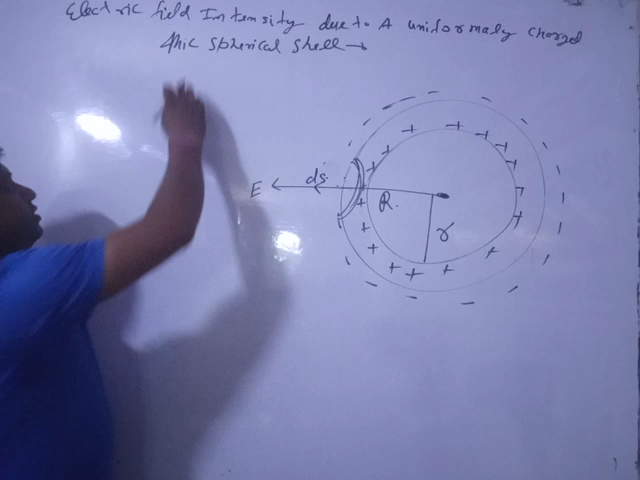 Electric field Intensity due to A uniformaly charged
thic spherical shell →
E
ds
R.
r